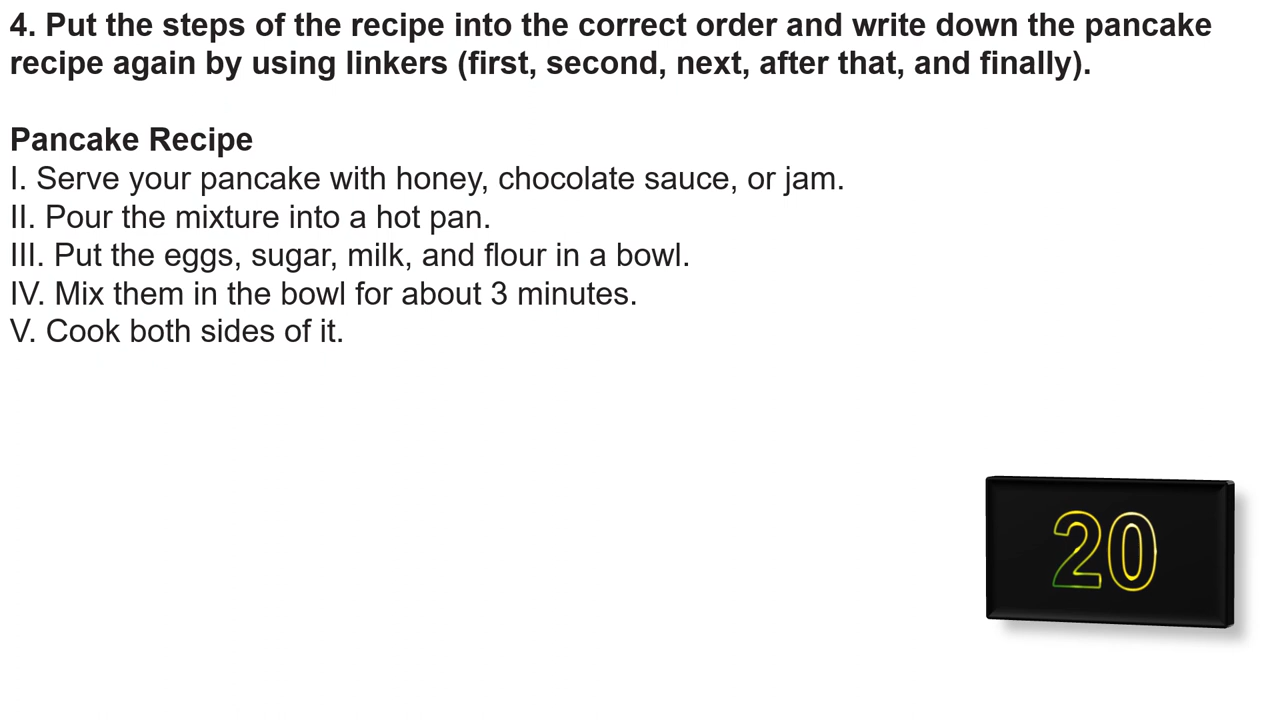 4. Put the steps of the recipe into the correct order and write down the pancake
recipe again by using linkers (first, second, next, after that, and finally).
Pancake Recipe
I. Serve your pancake with honey, chocolate sauce, or jam.
II. Pour the mixture into a hot pan.
III. Put the eggs, sugar, milk, and flour in a bowl.
IV. Mix them in the bowl for about 3 minutes.
V. Cook both sides of it.
20